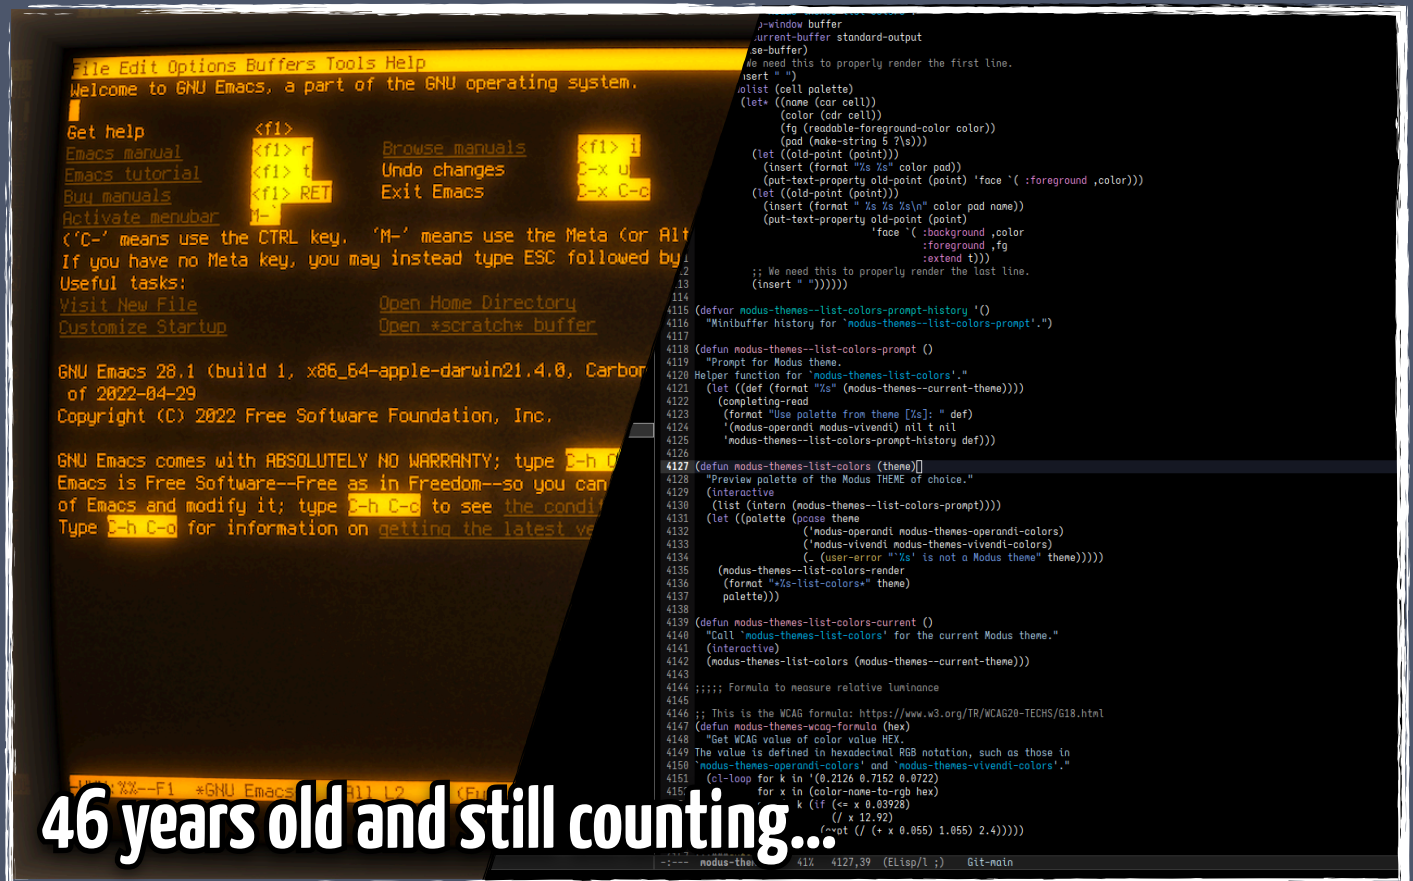 File Edit Options Buffers Tools Help
Welcome to GNU Emacs, a part of the GNU operating system.
Get help <f1>
Emacs manual <f1> r Browse manuals <f1> i
Emacs tutorial <f1> t Undo changes C-x u
Buy manuals <f1> RET Exit Emacs C-x C-c
Activate menubar M-`
(‘C-’ means use the CTRL key. ‘M-’ means use the Meta (or Alt
If you have no Meta key, you may instead type ESC followed by
Useful tasks:
Visit New File Open Home Directory
Customize Startup Open *scratch* buffer
GNU Emacs 28.1 (build 1, x86_64-apple-darwin21.4.0, Carbon
of 2022-04-29
Copyright (C) 2022 Free Software Foundation, Inc.
GNU Emacs comes with ABSOLUTELY NO WARRANTY; type C-h C
Emacs is Free Software--Free as in Freedom--so you can
of Emacs and modify it; type C-h C-c to see the condit
Type C-h C-o for information on getting the latest ve
%%--F1 *GNU Emacs All L2 (Fu
p-window buffer
current-buffer standard-output
se-buffer)
We need this to properly render the first line.
nsert " ")
olist (cell palette)
(let* ((name (car cell))
(color (cdr cell))
(fg (readable-foreground-color color))
(pad (make-string 5 ?\s)))
(let ((old-point (point)))
(insert (format "%s %s" color pad))
(put-text-property old-point (point) 'face `( :foreground ,color)))
(let ((old-point (point)))
(insert (format " %s %s %s\n" color pad name))
(put-text-property old-point (point)
'face `( :background ,color
:foreground ,fg
1 :extend t)))
12 ;; We need this to properly render the last line.
13 (insert " "))))))
114
4115 (defvar modus-themes--list-colors-prompt-history '()
4116 "Minibuffer history for `modus-themes--list-colors-prompt'.")
4117
4118 (defun modus-themes--list-colors-prompt ()
4119 "Prompt for Modus theme.
4120 Helper function for `modus-themes-list-colors'."
4121 (let ((def (format "%s" (modus-themes--current-theme))))
4122 (completing-read
4123 (format "Use palette from theme [%s]: " def)
4124 '(modus-operandi modus-vivendi) nil t nil
4125 'modus-themes--list-colors-prompt-history def)))
4126
4127 (defun modus-themes-list-colors (theme)
4128 "Preview palette of the Modus THEME of choice."
4129 (interactive
4130 (list (intern (modus-themes--list-colors-prompt))))
4131 (let ((palette (pcase theme
4132 ('modus-operandi modus-themes-operandi-colors)
4133 ('modus-vivendi modus-themes-vivendi-colors)
4134 (_ (user-error "`%s' is not a Modus theme" theme)))))
4135 (modus-themes--list-colors-render
4136 (format "*%s-list-colors*" theme)
4137 palette)))
4138
4139 (defun modus-themes-list-colors-current ()
4140 "Call `modus-themes-list-colors' for the current Modus theme."
4141 (interactive)
4142 (modus-themes-list-colors (modus-themes--current-theme)))
4143
4144 ;;;;; Formula to measure relative luminance
4145
4146 ;; This is the WCAG formula: https://www.w3.org/TR/WCAG20-TECHS/G18.html
4147 (defun modus-themes-wcag-formula (hex)
4148 "Get WCAG value of color value HEX.
4149 The value is defined in hexadecimal RGB notation, such as those in
4150 `modus-themes-operandi-colors' and `modus-themes-vivendi-colors'."
4151 (cl-loop for k in '(0.2126 0.7152 0.0722)
415 for x in (color-name-to-rgb hex)
k (if (<= x 0.03928)
(/ x 12.92)
(expt (/ (+ x 0.055) 1.055) 2.4)))))
46 years old and still counting...
-:--- modus-them 41% 4127,39 (ELisp/l ;) Git-main